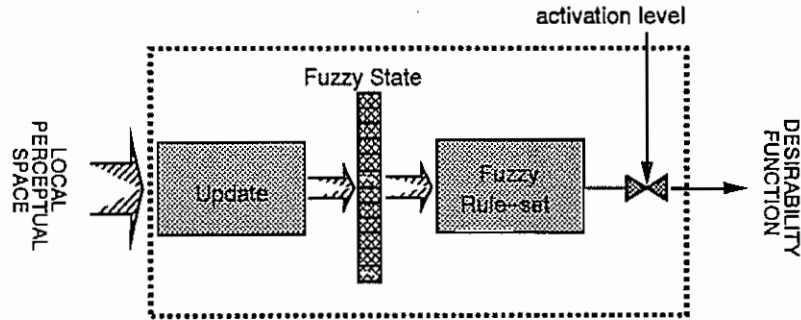 activation level
Fuzzy State
LOCAL
PERCEPTUAL
SPACE
Update
Fuzzy
Rule-set
DESIRABILITY
FUNCTION